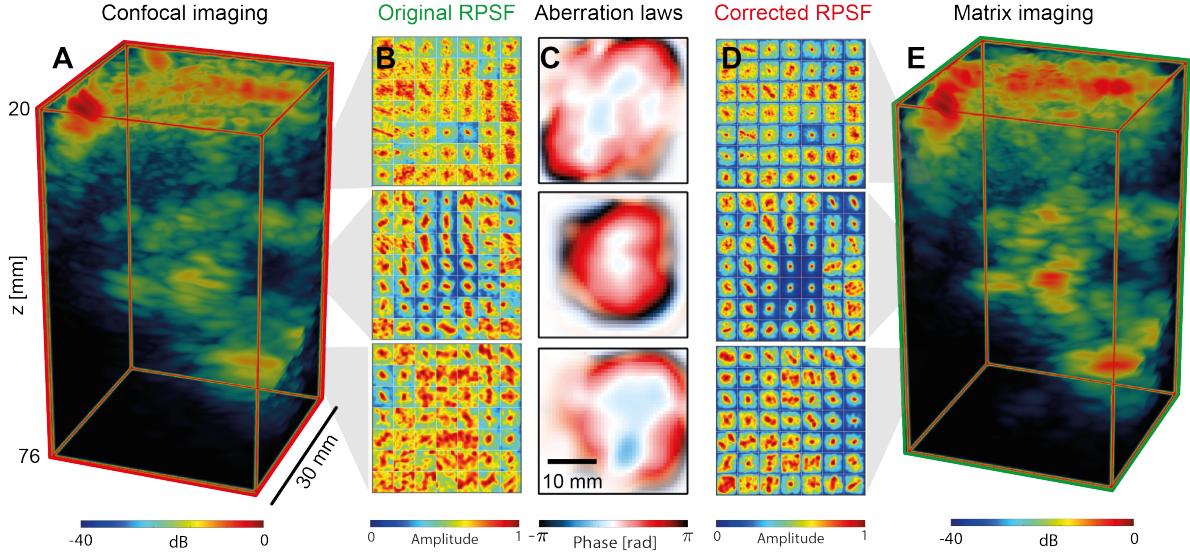 Confocal imaging
Original RPSF
Aberration laws
Corrected RPSF
Matrix imaging
A
B
C
D
E
20
z [mm]
76
30 mm
10 mm
-40
dB
0
0
Amplitude
1
-π
Phase [rad]
π
0
Amplitude
1
-40
dB
0